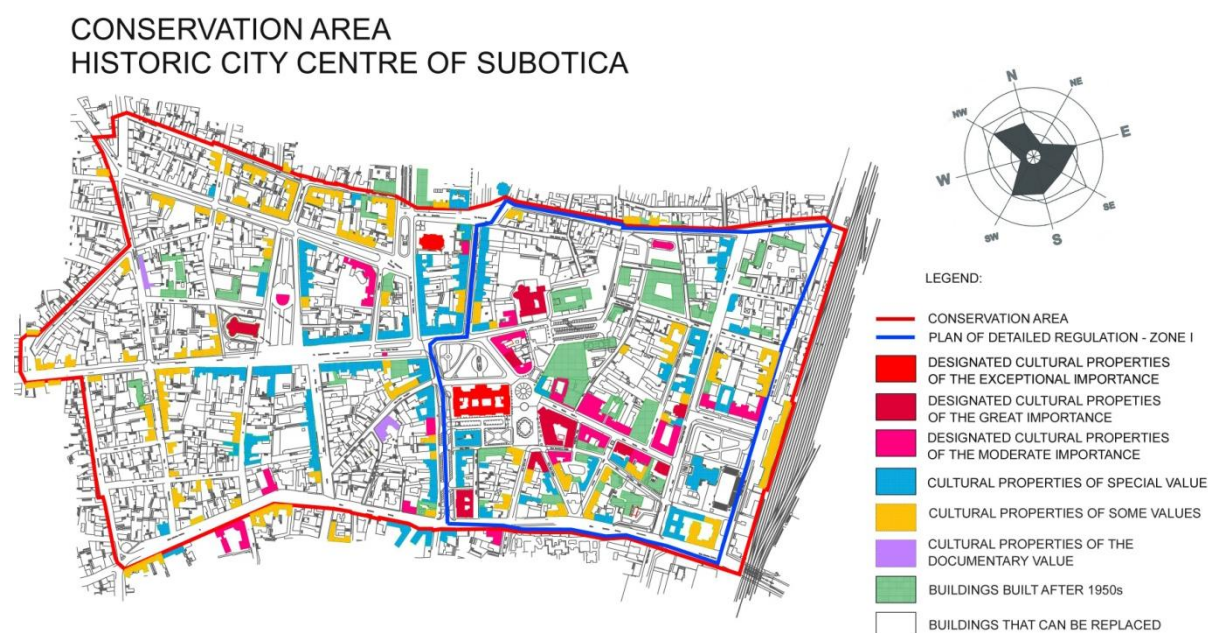 CONSERVATION AREA
HISTORIC CITY CENTRE OF SUBOTICA
N
NE
E
SE
S
SW
W
NW
LEGEND:
CONSERVATION AREA
PLAN OF DETAILED REGULATION - ZONE I
DESIGNATED CULTURAL PROPERTIES
OF THE EXCEPTIONAL IMPORTANCE
DESIGNATED CULTURAL PROPETIES
OF THE GREAT IMPORTANCE
DESIGNATED CULTURAL PROPERTIES
OF THE MODERATE IMPORTANCE
CULTURAL PROPERTIES OF SPECIAL VALUE
CULTURAL PROPERTIES OF SOME VALUES
CULTURAL PROPERTIES OF THE
DOCUMENTARY VALUE
BUILDINGS BUILT AFTER 1950s
BUILDINGS THAT CAN BE REPLACED